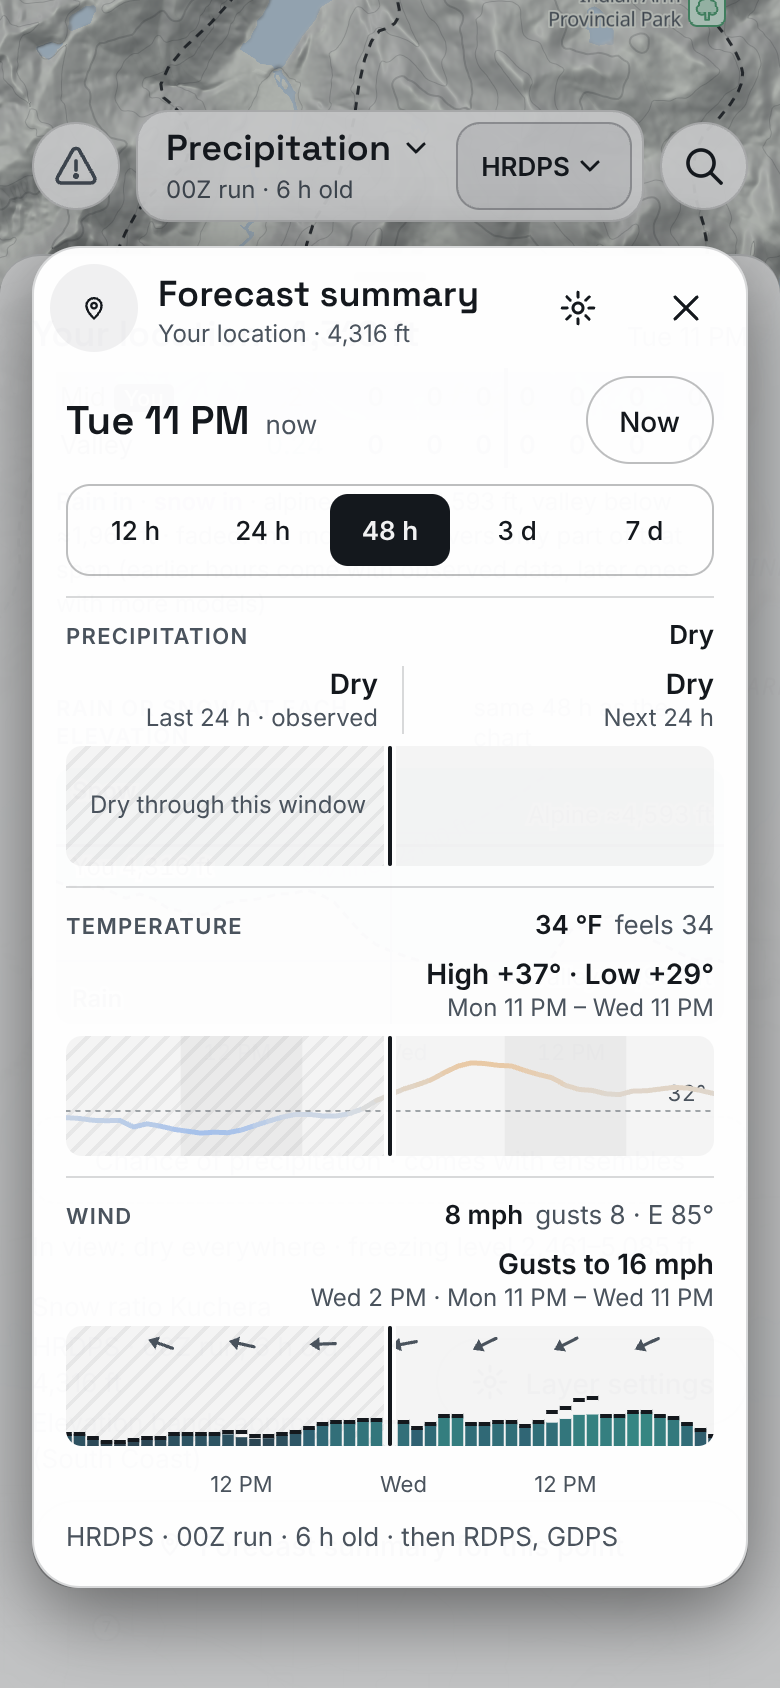 Provincial Park
Precipitation
00Z run · 6 h old
HRDPS
Forecast summary
Your location · 4,316 ft
Tue 11 PM now
Now
12 h
24 h
48 h
3 d
7 d
PRECIPITATION
Dry
Dry
Last 24 h · observed
Dry
Next 24 h
Dry through this window
TEMPERATURE
34 °F feels 34
High +37° · Low +29°
Mon 11 PM – Wed 11 PM
32°
WIND
8 mph gusts 8 · E 85°
Gusts to 16 mph
Wed 2 PM · Mon 11 PM – Wed 11 PM
Layer settings
12 PM
Wed
12 PM
HRDPS · 00Z run · 6 h old · then RDPS, GDPS